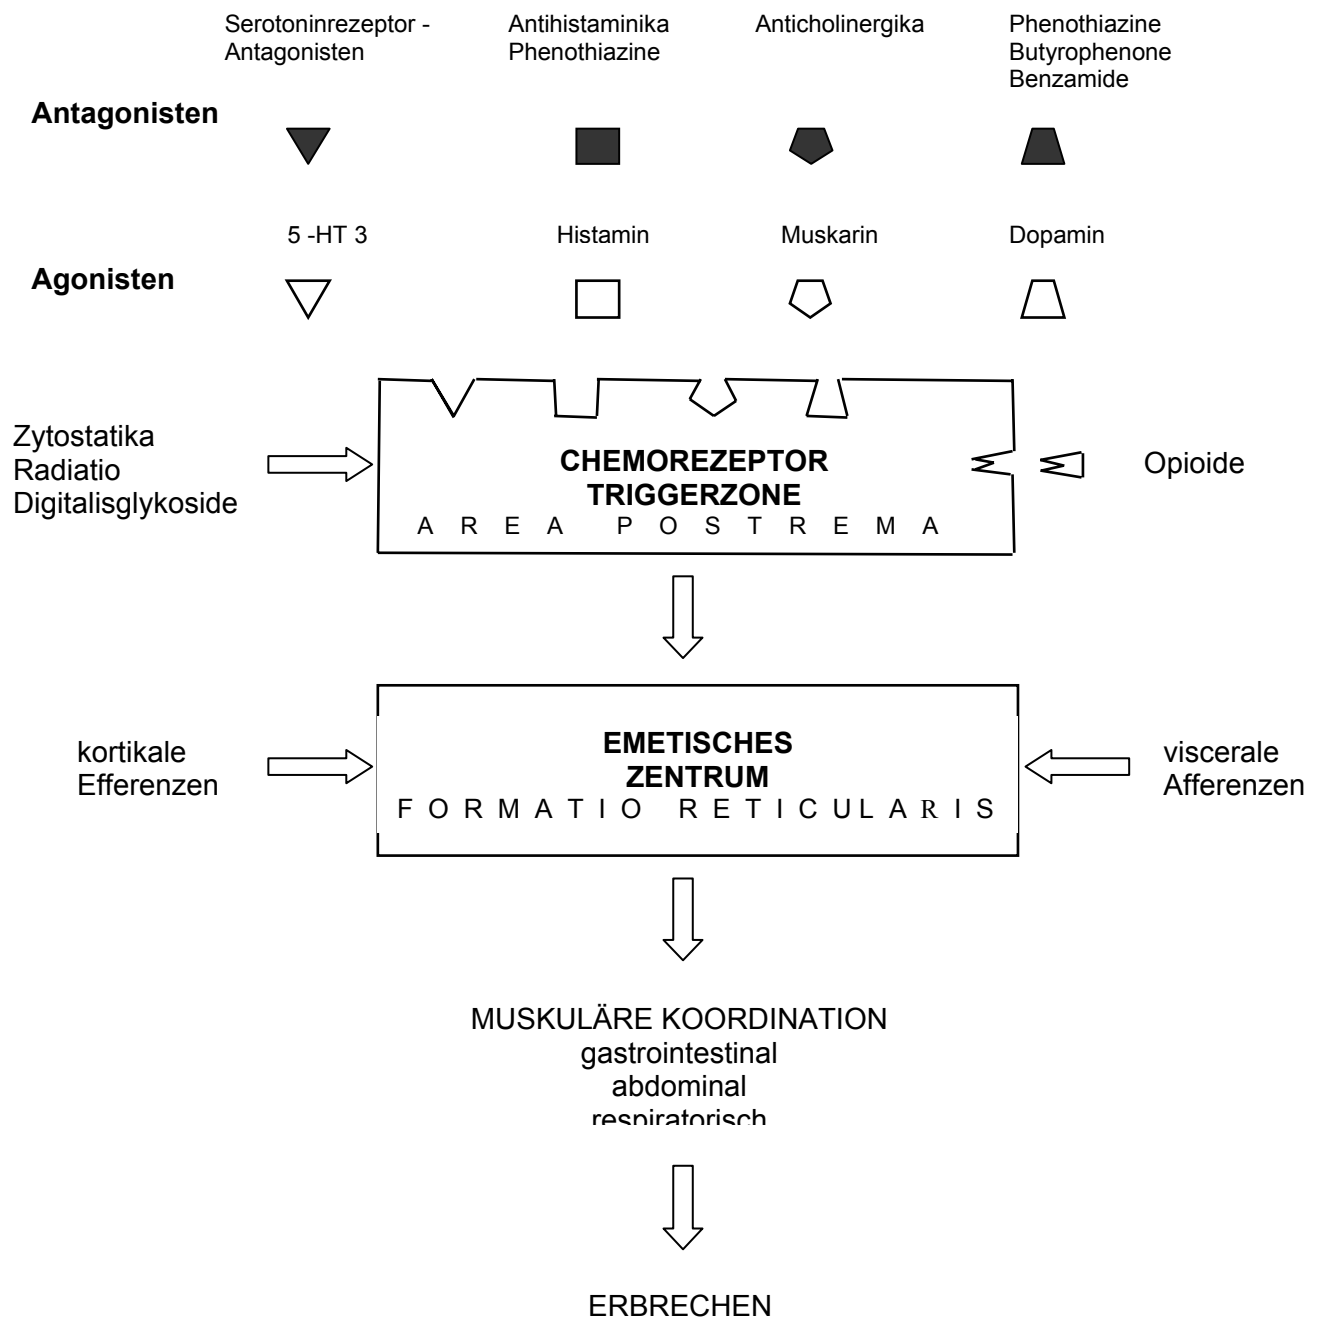 Serotoninrezeptor -
Antagonisten
Antihistaminika
Phenothiazine
Anticholinergika
Phenothiazine
Butyrophenone
Benzamide
Antagonisten
5 -HT 3
Histamin
Muskarin
Dopamin
Agonisten
Zytostatika
Radiatio
Digitalisglykoside
CHEMOREZEPTOR
TRIGGERZONE
A R E A P O S T R E M A
Opioide
kortikale
Efferenzen
EMETISCHES
ZENTRUM
F O R M A T I O R E T I C U L A R I S
viscerale
Afferenzen
MUSKULÄRE KOORDINATION
gastrointestinal
abdominal
respiratorisch
ERBRECHEN